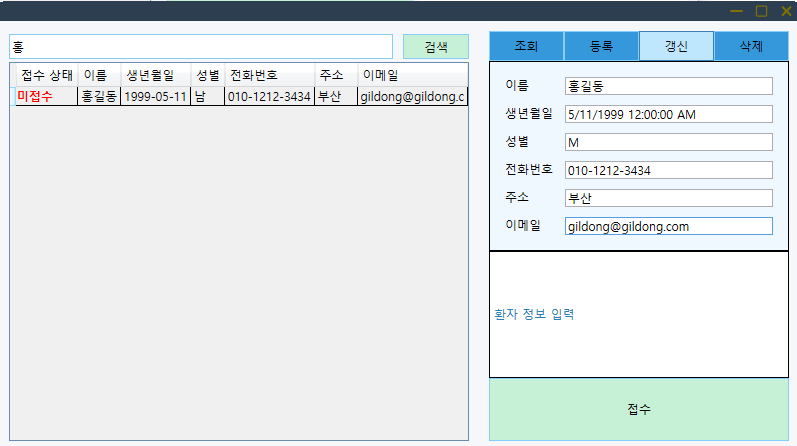 홍
검색
접수 상태 이름 생년월일 성별 전화번호 주소 이메일
미접수 홍길동 1999-05-11 남 010-1212-3434 부산 gildong@gildong.c
조회 등록 갱신 삭제
이름 홍길동
생년월일 5/11/1999 12:00:00 AM
성별 M
전화번호 010-1212-3434
주소 부산
이메일 gildong@gildong.com
환자 정보 입력
접수